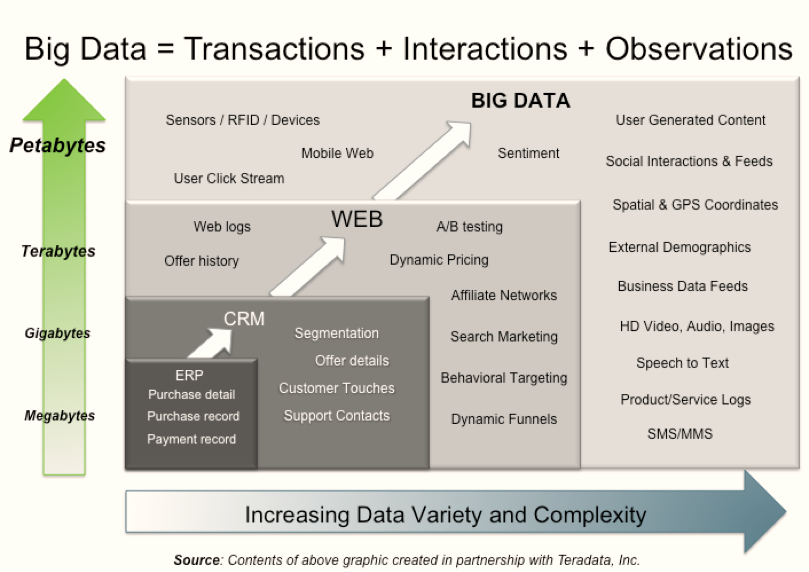 Big Data = Transactions + Interactions + Observations
Petabytes
Terabytes
Gigabytes
Megabytes
BIG DATA
Sensors / RFID / Devices
Mobile Web
User Click Stream
Sentiment
User Generated Content
Social Interactions & Feeds
Spatial & GPS Coordinates
External Demographics
Business Data Feeds
HD Video, Audio, Images
Speech to Text
Product/Service Logs
SMS/MMS
WEB
Web logs
Offer history
A/B testing
Dynamic Pricing
Affiliate Networks
Search Marketing
Behavioral Targeting
Dynamic Funnels
CRM
Segmentation
Offer details
Customer Touches
Support Contacts
ERP
Purchase detail
Purchase record
Payment record
Increasing Data Variety and Complexity
Source: Contents of above graphic created in partnership with Teradata, Inc.